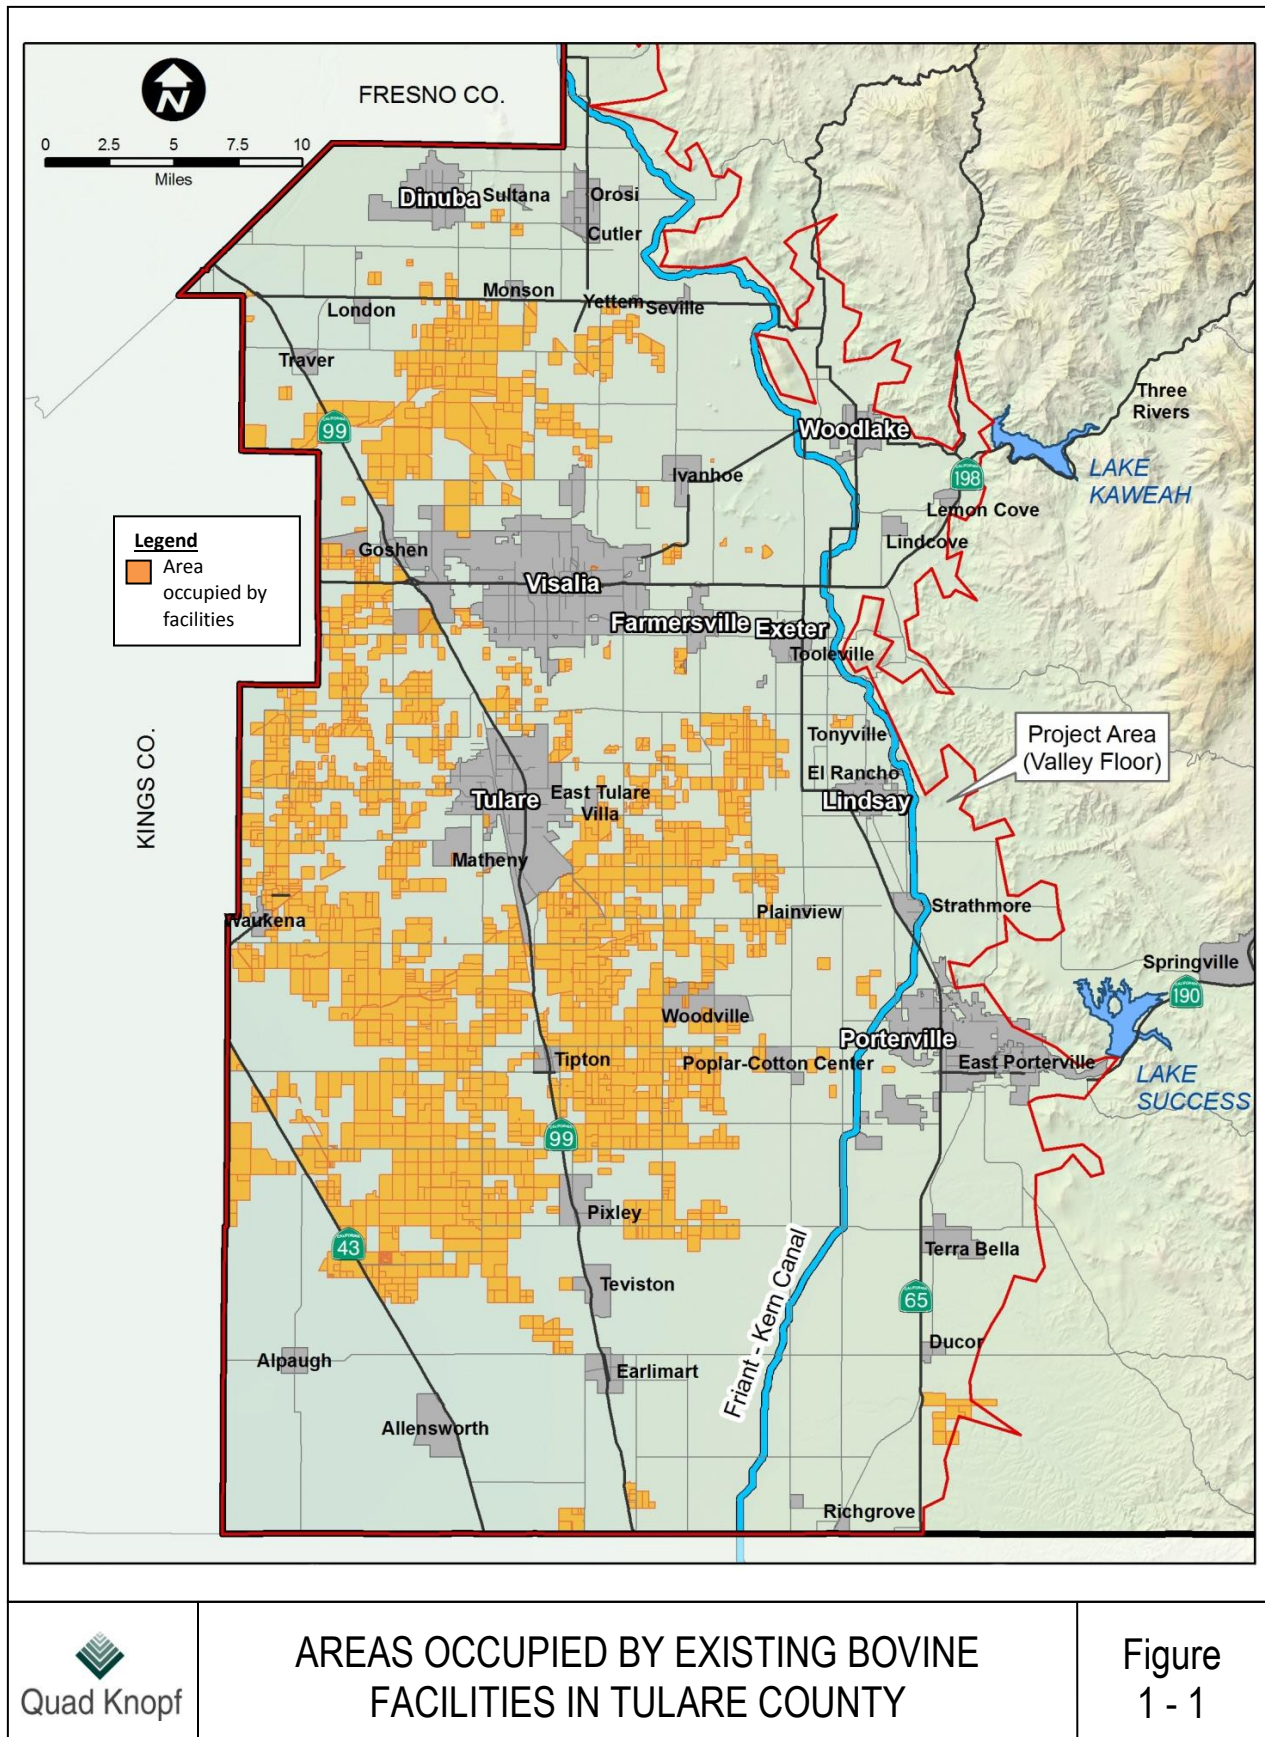 N
FRESNO CO.
0 2.5 5 7.5 10
Miles
Dinuba
Sultana
Orosi
Cutler
Monson
London
Yettem
Seville
Traver
99
Three
Rivers
Woodlake
Ivanhoe
LAKE
KAWEAH
CALIFORNIA
198
Lemon Cove
Lindcove
Legend
Area
occupied by
facilities
Goshen
Visalia
Farmersville
Exeter
Tooleville
Tonyville
Project Area
(Valley Floor)
KINGS CO.
El Rancho
Lindsay
Tulare
East Tulare
Villa
Matheny
Waukena
Plainview
Strathmore
Springville
CALIFORNIA
190
Woodville
Porterville
Tipton
Poplar-Cotton Center
East Porterville
LAKE
SUCCESS
CALIFORNIA
99
Pixley
CALIFORNIA
43
Terra Bella
Teviston
CALIFORNIA
65
Friant - Kern Canal
Ducor
Alpaugh
Earlimart
Allensworth
Richgrove
Quad Knopf
AREAS OCCUPIED BY EXISTING BOVINE
FACILITIES IN TULARE COUNTY
Figure
1 - 1